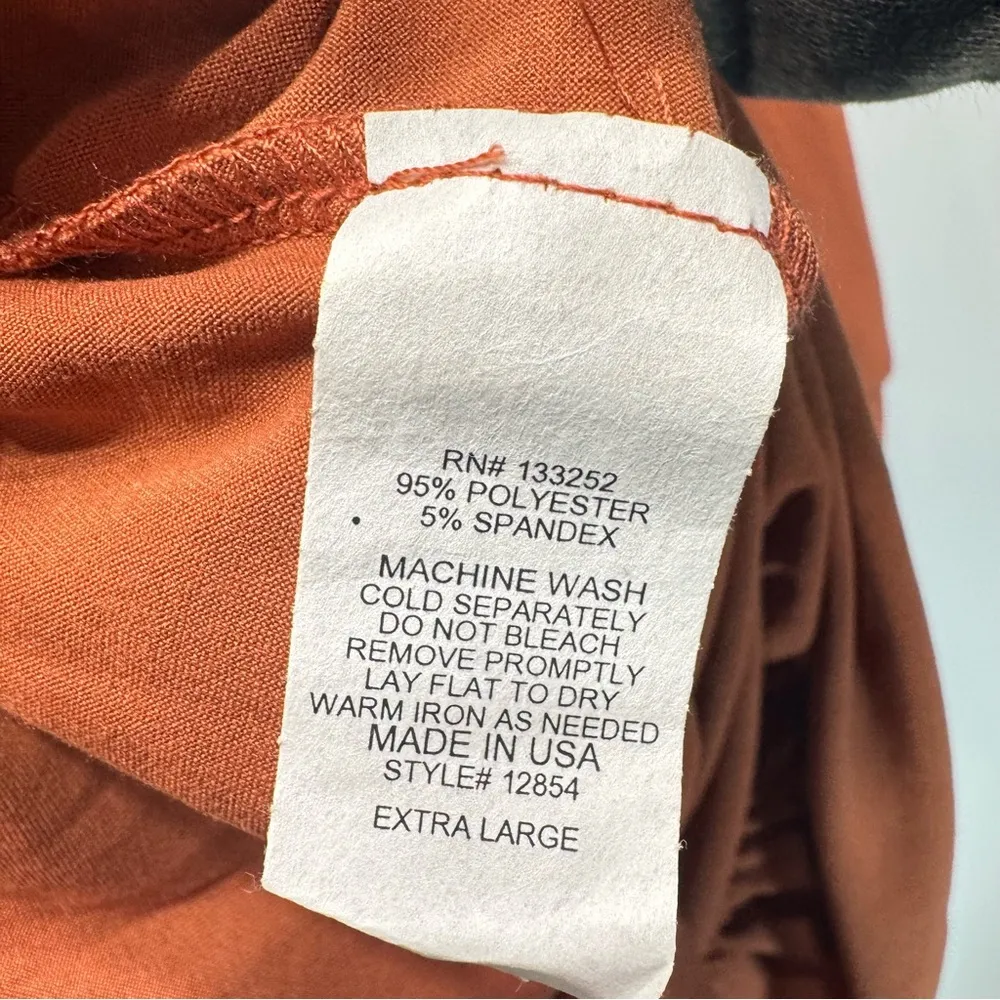 RN# 133252
95% POLYESTER
5% SPANDEX
MACHINE WASH
COLD SEPARATELY
DO NOT BLEACH
REMOVE PROMPTLY
LAY FLAT TO DRY
WARM IRON AS NEEDED
MADE IN USA
STYLE# 12854
EXTRA LARGE